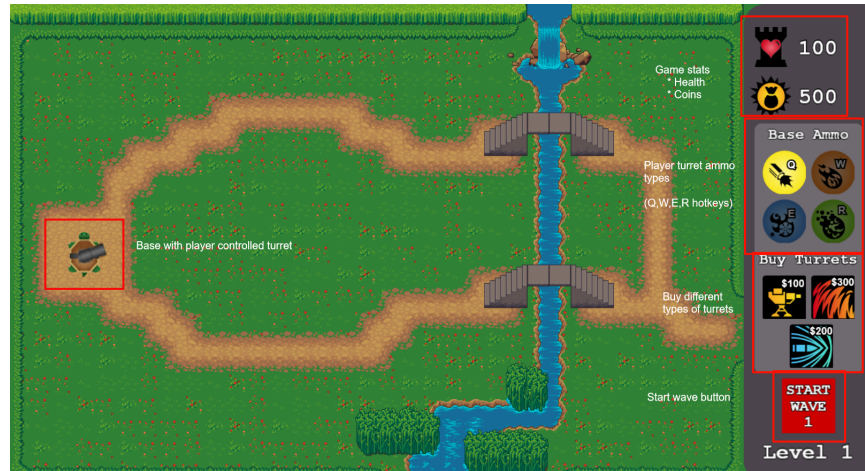 Game stats
* Health
* Coins
100
500
Base Ammo
Q
W
Player turret ammo
types
(Q,W,E,R hotkeys)
E
R
Base with player controlled turret
Buy Turrets
$100
$300
Buy different
types of turrets
$200
Start wave button
START
WAVE
1
Level 1